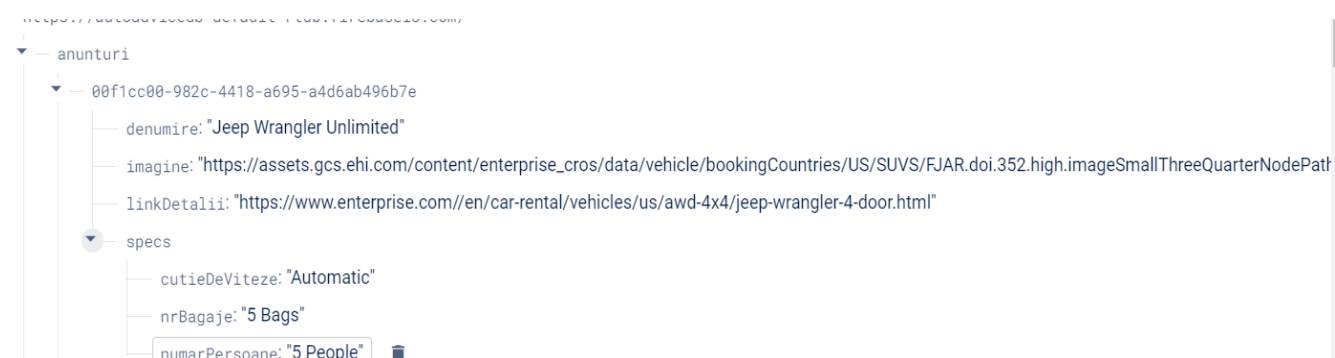 anunturi
00f1cc00-982c-4418-a695-a4d6ab496b7e
denumire: "Jeep Wrangler Unlimited"
imagine: "https://assets.gcs.ehi.com/content/enterprise_cros/data/vehicle/bookingCountries/US/SUVS/FJAR.doi.352.high.imageSmallThreeQuarterNodePath
linkDetalii: "https://www.enterprise.com//en/car-rental/vehicles/us/awd-4x4/jeep-wrangler-4-door.html"
specs
cutieDeViteze: "Automatic"
nrBagaje: "5 Bags"
numarPersoane: "5 People"